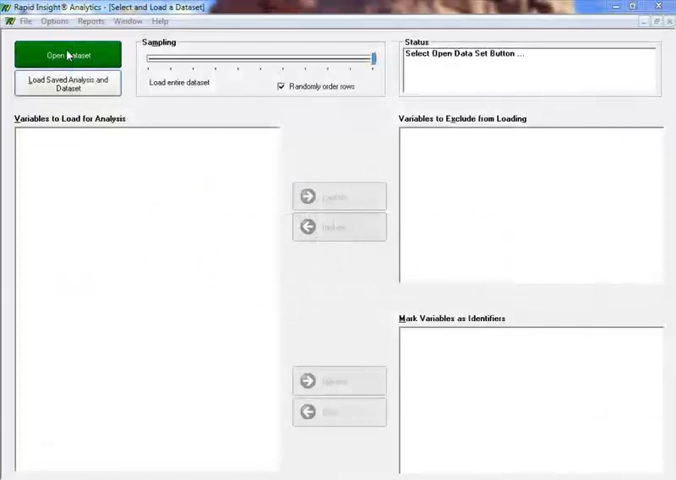 Rapid Insight® Analytics - [Select and Load a Dataset]
File Options Reports Window Help
Open Dataset
Load Saved Analysis and
Dataset
Sampling
Load entire dataset
Randomly order rows
Status
Select Open Data Set Button ...
Variables to Load for Analysis
Variables to Exclude from Loading
Mark Variables as Identifiers